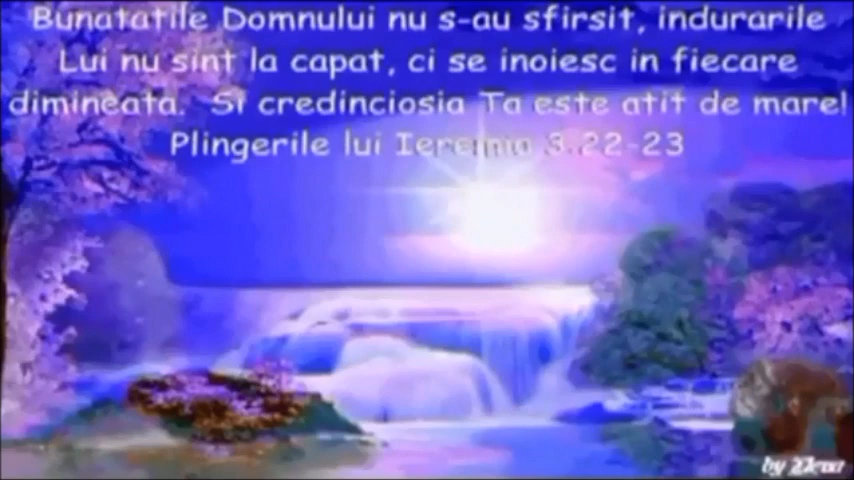 Bunatatile Domnului nu s-au sfirsit, indurarile
Lui nu sint la capat, ci se inoiesc in fiecare
dimineata. Si credinciosia Ta este atit de mare!
Plingerile lui Ieremia 3.22-23
by